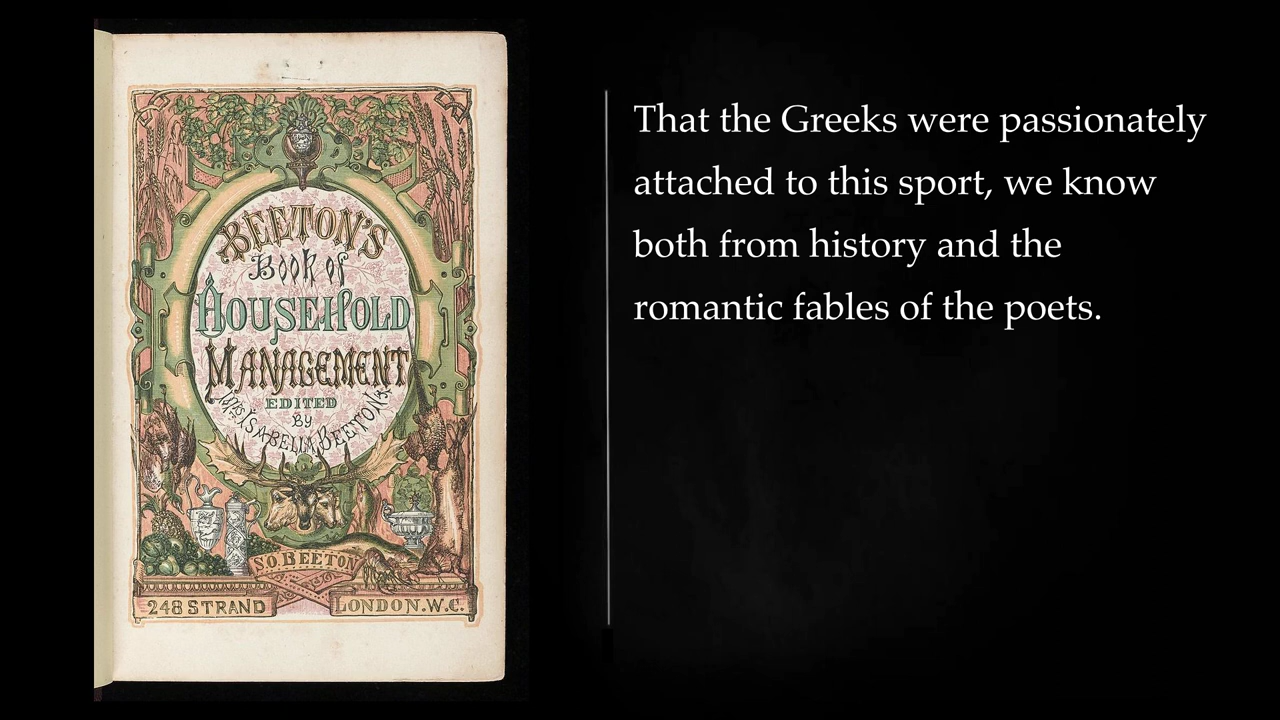 BEETON'S
Book of
HOUSEHOLD
MANAGEMENT
EDITED
BY
MRS ISABELLA BEETON
S.O. BEETON
248 STRAND
LONDON. W.C.
That the Greeks were passionately
attached to this sport, we know
both from history and the
romantic fables of the poets.